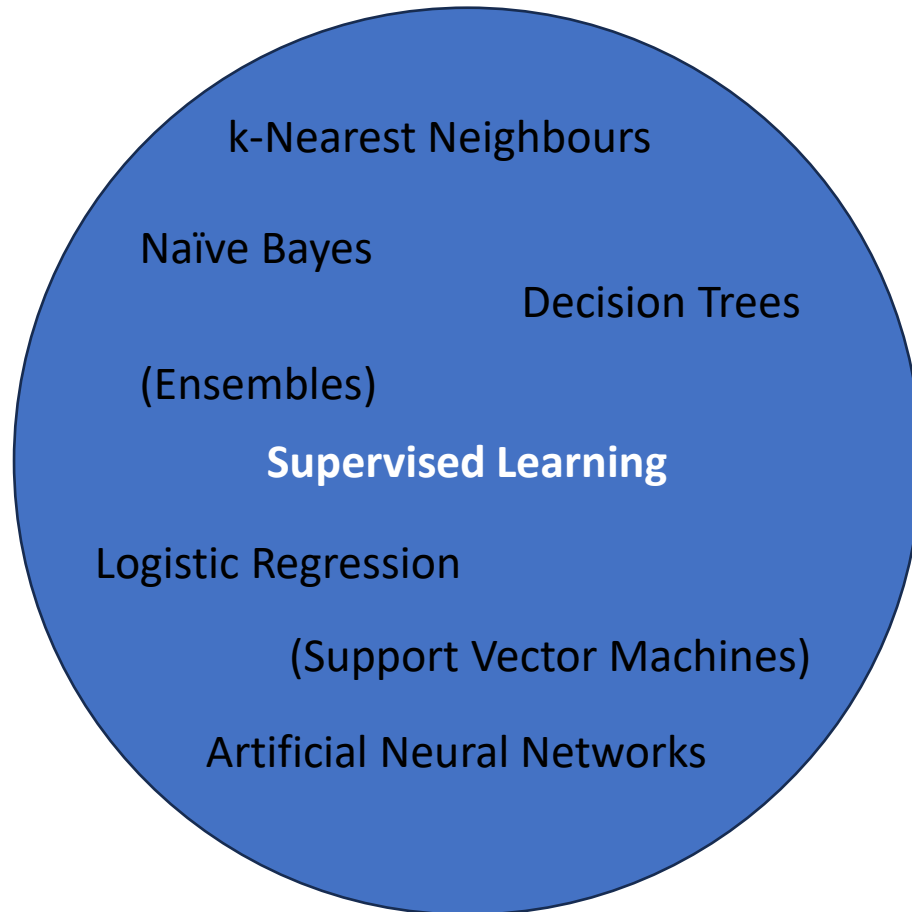 k-Nearest Neighbours
Naïve Bayes
Decision Trees
(Ensembles)
Supervised Learning
Logistic Regression
(Support Vector Machines)
Artificial Neural Networks